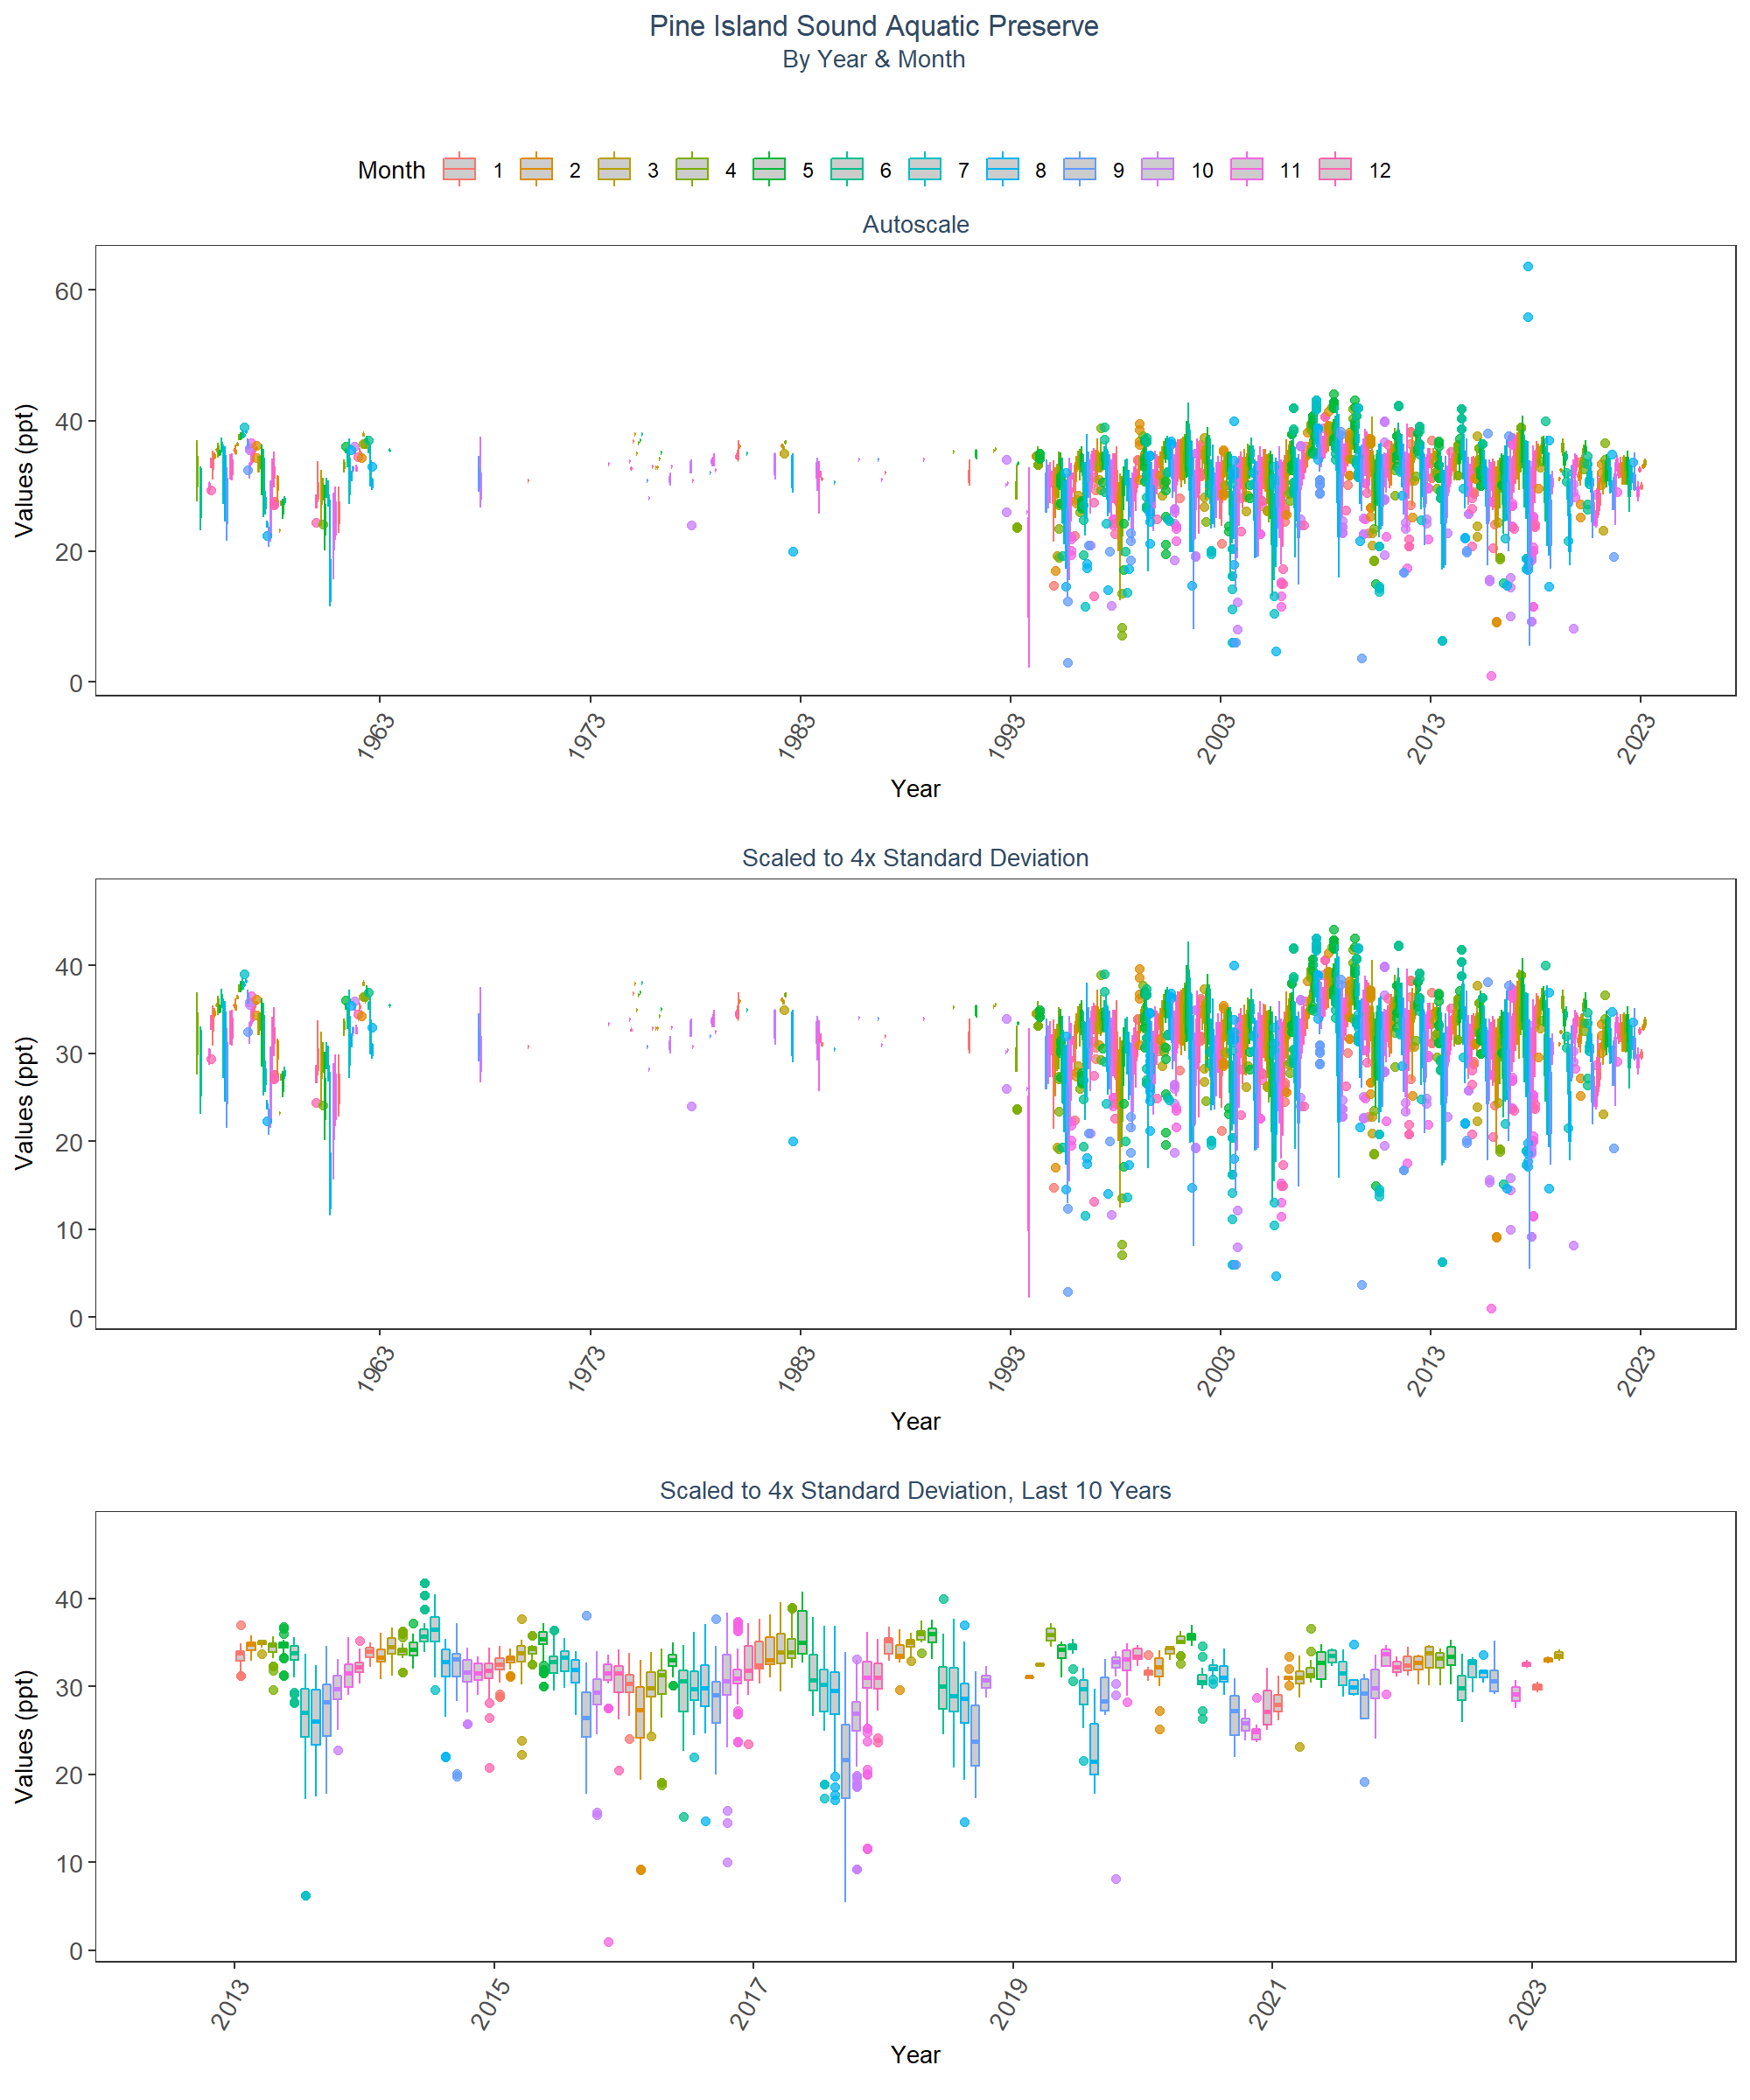 Pine Island Sound Aquatic Preserve
By Year & Month
Month 1 2 3 4 5 6 7 8 9 10 11 12
Autoscale
Values (ppt)
60
40
20
0
1963 1973 1983 1993 2003 2013 2023
Year
Scaled to 4x Standard Deviation
Values (ppt)
40
30
20
10
0
1963 1973 1983 1993 2003 2013 2023
Year
Scaled to 4x Standard Deviation, Last 10 Years
Values (ppt)
40
30
20
10
0
2013 2015 2017 2019 2021 2023
Year